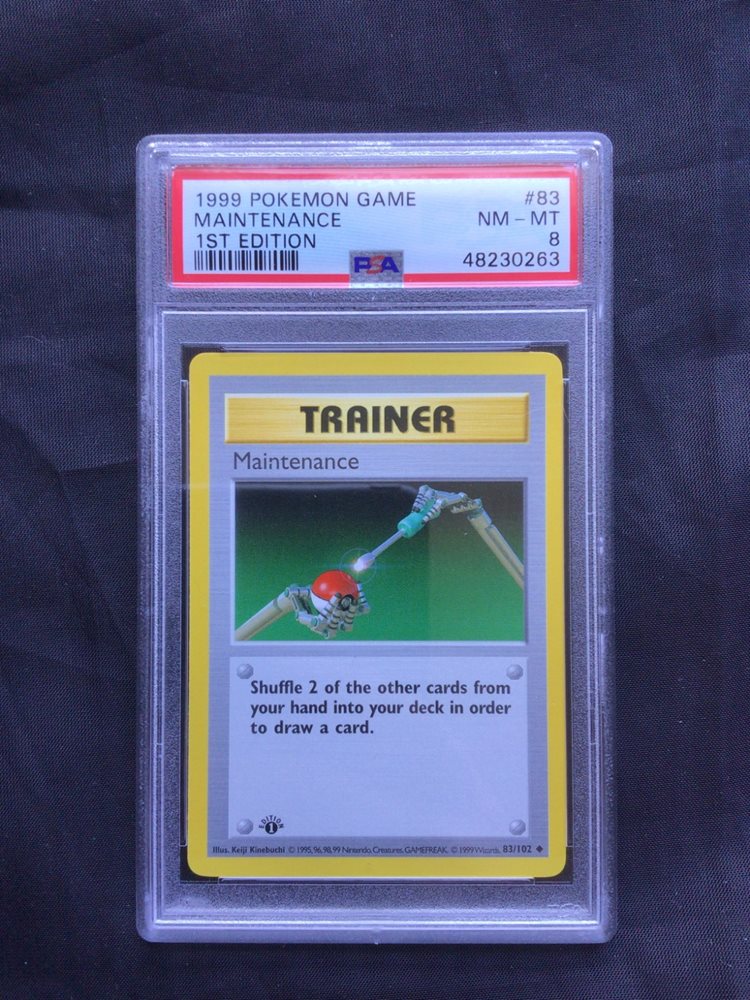 1999 POKEMON GAME #83
MAINTENANCE NM - MT
1ST EDITION 8
PSA 48230263
TRAINER
Maintenance
Shuffle 2 of the other cards from
your hand into your deck in order
to draw a card.
EDITION 1
Illus. Keiji Kinebuchi © 1995, 96, 98, 99 Nintendo, Creatures, GAMEFREAK. © 1999 Wizards. 83/102